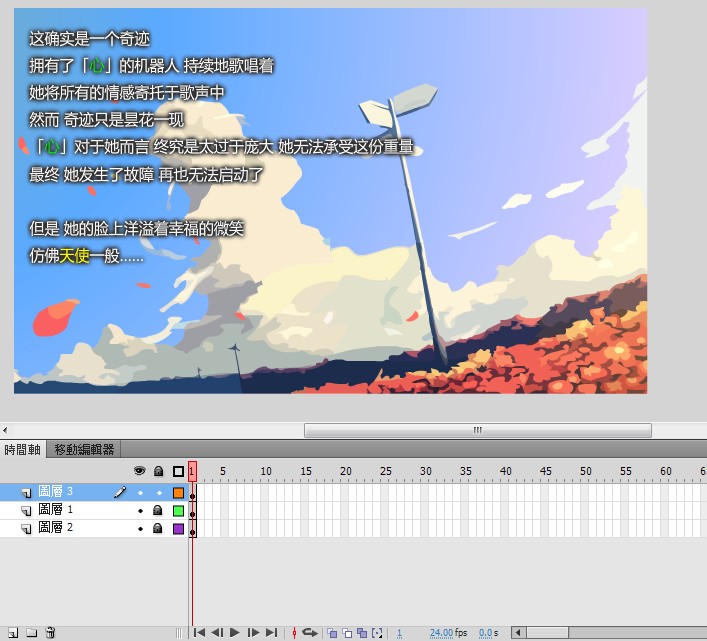 这确实是一个奇迹
拥有了「心」的机器人 持续地歌唱着
她将所有的情感寄托于歌声中
然而 奇迹只是昙花一现
「心」对于她而言 终究是太过于庞大 她无法承受这份重量
最终 她发生了故障 再也无法启动了
但是 她的脸上洋溢着幸福的微笑
仿佛天使一般......
時間軸 移動編輯器
1 5 10 15 20 25 30 35 40 45 50 55 60 65
圖層 3
圖層 1
圖層 2
1 24.00 fps 0.0 s